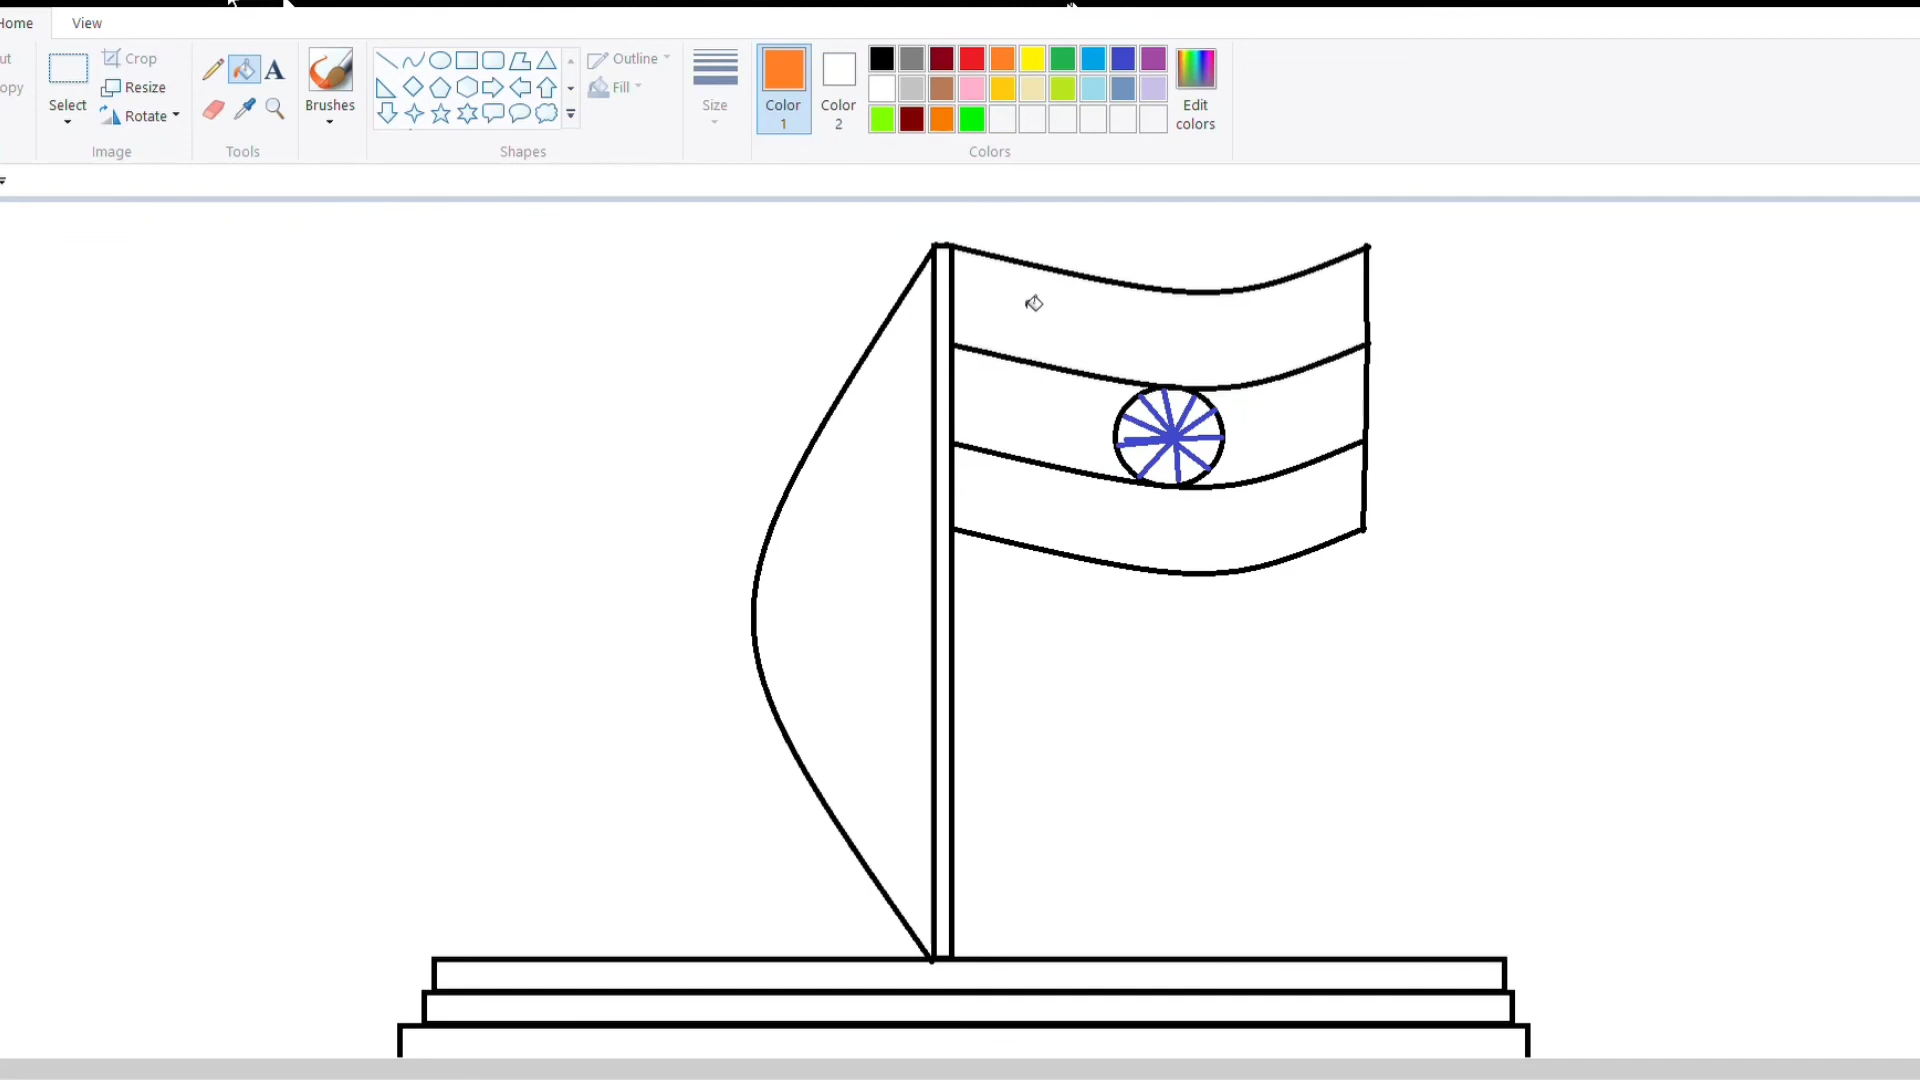 Home View
ut
opy
Select
Crop
Resize
Rotate
Image
A
Tools
Brushes
Shapes
Outline
Fill
Size
Color
1
Color
2
Colors
Edit
colors